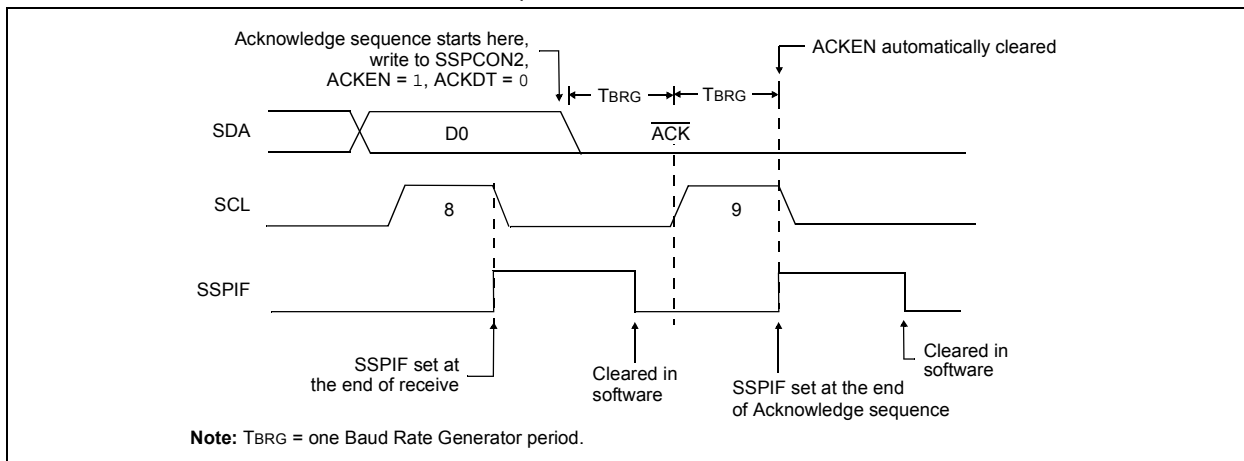 Acknowledge sequence starts here,
write to SSPCON2,
ACKEN = 1, ACKDT = 0
ACKEN automatically cleared
TBRG
TBRG
SDA
D0
ACK
SCL
8
9
SSPIF
SSPIF set at
the end of receive
Cleared in
software
SSPIF set at the end
of Acknowledge sequence
Cleared in
software
Note: TBRG = one Baud Rate Generator period.